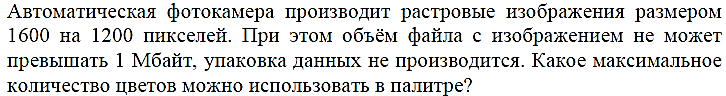 Автоматическая фотокамера производит растровые изображения размером
1600 на 1200 пикселей. При этом объём файла с изображением не может
превышать 1 Мбайт, упаковка данных не производится. Какое максимальное
количество цветов можно использовать в палитре?